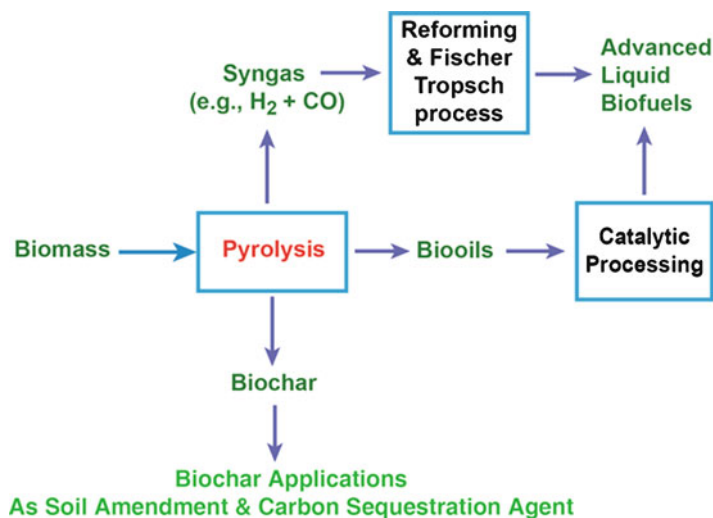 Syngas
(e.g., H₂ + CO)
Reforming
& Fischer
Tropsch
process
Advanced
Liquid
Biofuels
Biomass
Pyrolysis
Biooils
Catalytic
Processing
Biochar
Biochar Applications
As Soil Amendment & Carbon Sequestration Agent